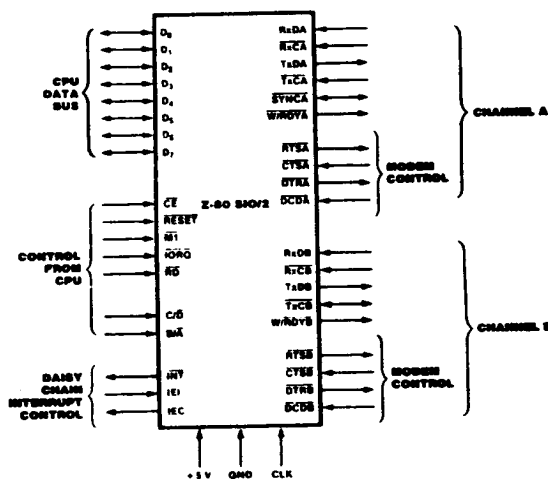 D0
D1
D2
D3
D4
D5
D6
D7
CPU
DATA
BUS
CE
RESET
M1
IORQ
RD
C/D
B/A
CONTROL
FROM
CPU
INT
IEI
IEO
DAISY
CHAIN
INTERRUPT
CONTROL
Z-80 SIO/2
RxDA
RxCA
TxDA
TxCA
SYNCA
W/RDYA
RTSA
CTSA
DTRA
DCDA
MODEM
CONTROL
CHANNEL A
RxDB
RxCB
TxDB
TxCB
W/RDYB
RTSB
CTSB
DTRB
DCDB
MODEM
CONTROL
CHANNEL B
+5 V
GND
CLK